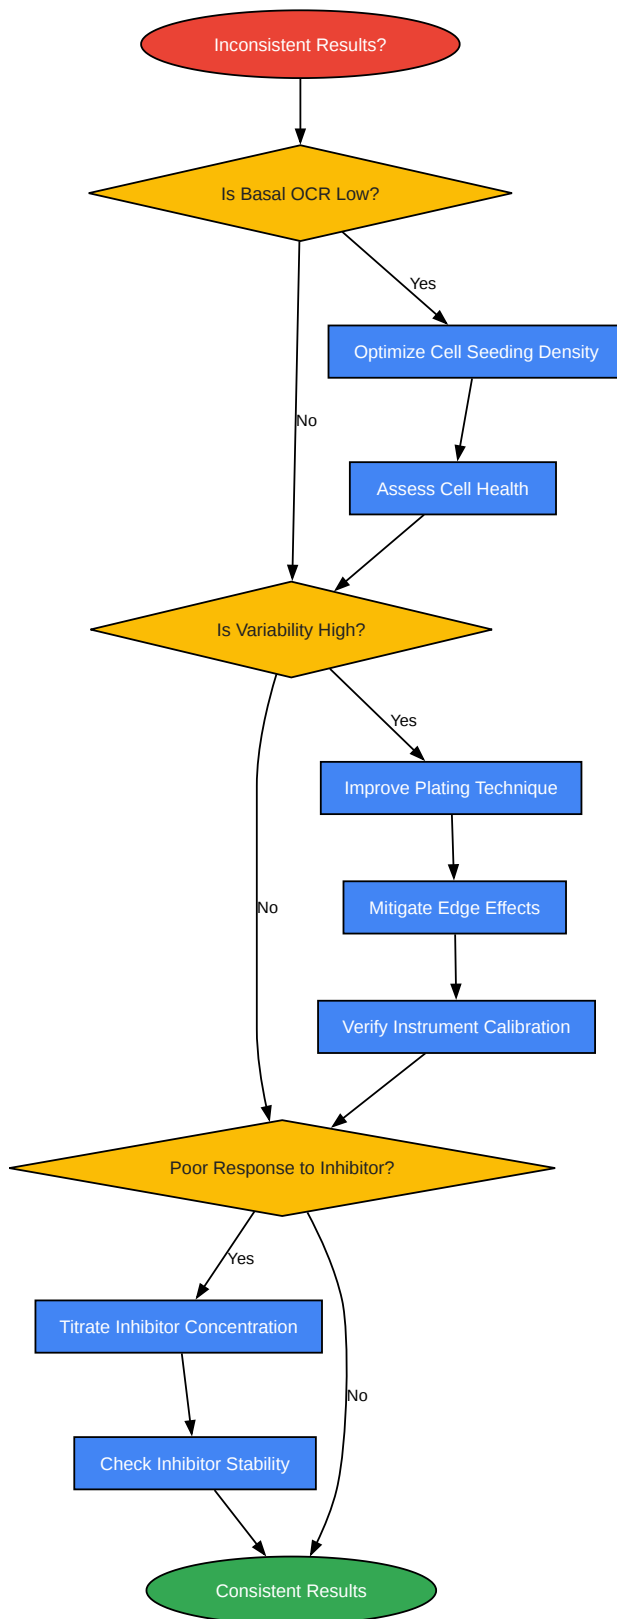 Inconsistent Results?
Is Basal OCR Low?
Yes
Optimize Cell Seeding Density
No
Assess Cell Health
Is Variability High?
Yes
Improve Plating Technique
Mitigate Edge Effects
No
Verify Instrument Calibration
Poor Response to Inhibitor?
Yes
Titrate Inhibitor Concentration
No
Check Inhibitor Stability
Consistent Results